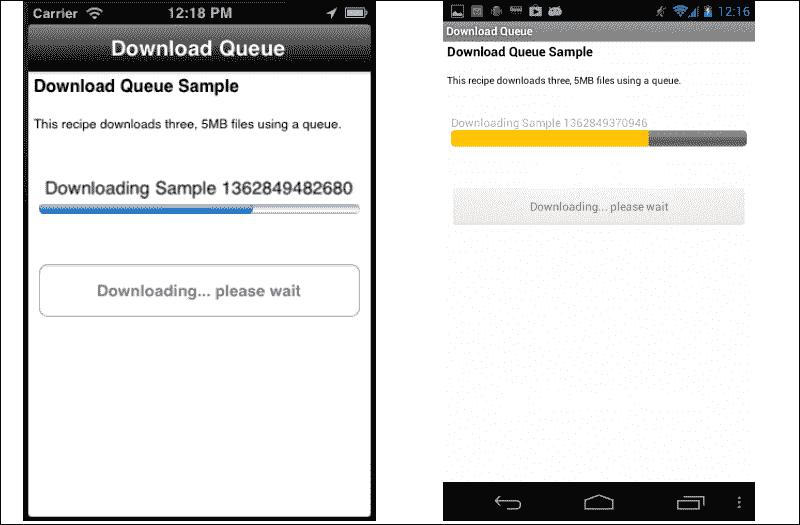 Carrier 12:18 PM
Download Queue
Download Queue Sample
This recipe downloads three, 5MB files using a queue.
Downloading Sample 1362849482680
Downloading... please wait
12:16
Download Queue
Download Queue Sample
This recipe downloads three, 5MB files using a queue.
Downloading Sample 1362849370946
Downloading... please wait